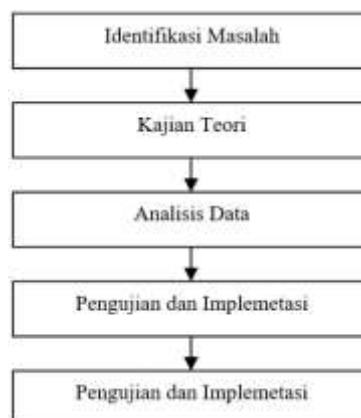 Identifikasi Masalah
Kajian Teori
Analisis Data
Pengujian dan Implemetasi
Pengujian dan Implemetasi